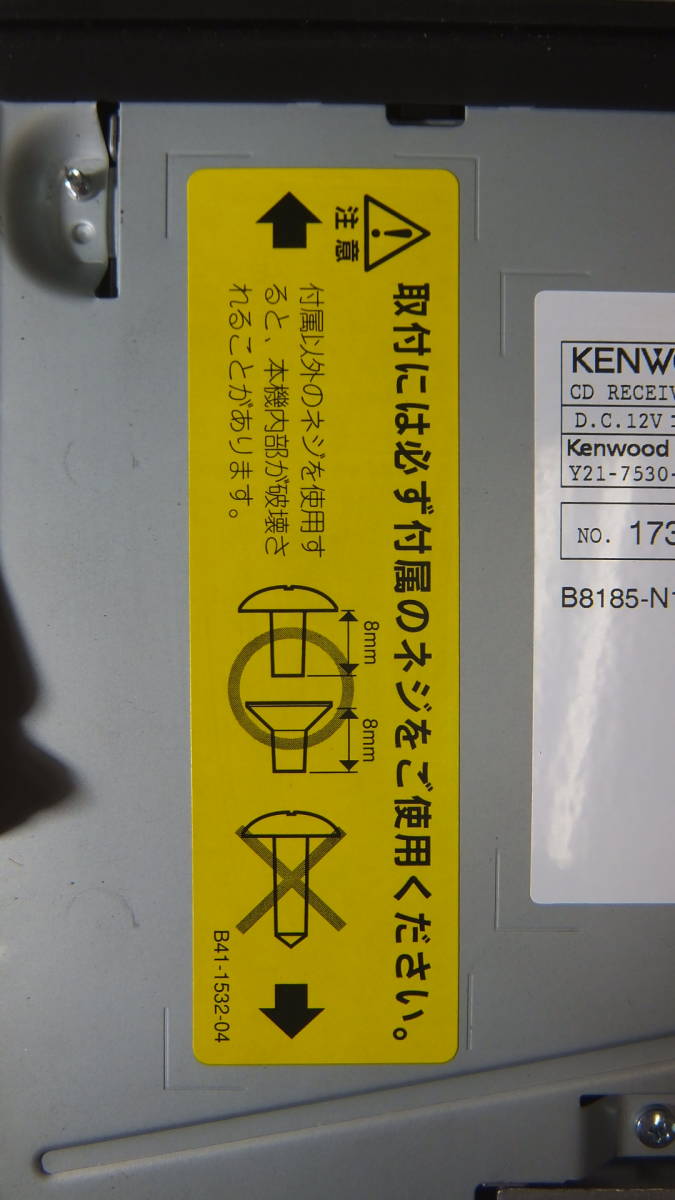 注意
取付には必ず付属のネジをご使用ください。
付属以外のネジを使用す
ると、本機内部が破壊さ
れることがあります。
8mm
8mm
B41-1532-04
KENWO
CD RECEIV
D.C.12V
Kenwood
Y21-7530-
NO. 173
B8185-N1